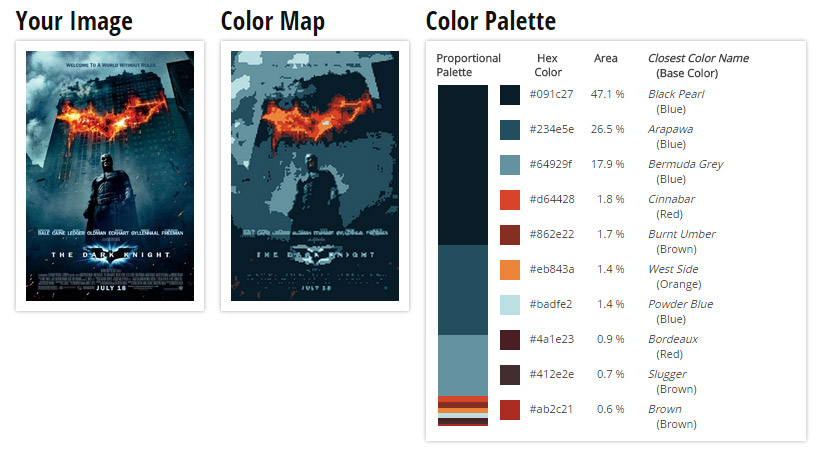 Your Image
Color Map
Color Palette
WELCOME TO A WORLD WITHOUT RULES.
BALE CAINE LEDGER OLDMAN ECKHART GYLLENHAAL FREEMAN
THE DARK KNIGHT
JULY 18
THE DARK KNIGHT
JULY 18
Proportional Palette
Hex Color
Area
Closest Color Name (Base Color)
#091c27 47.1 % Black Pearl
(Blue)
#234e5e 26.5 % Arapawa
(Blue)
#64929f 17.9 % Bermuda Grey
(Blue)
#d64428 1.8 % Cinnabar
(Red)
#862e22 1.7 % Burnt Umber
(Brown)
#eb843a 1.4 % West Side
(Orange)
#badfe2 1.4 % Powder Blue
(Blue)
#4a1e23 0.9 % Bordeaux
(Red)
#412e2e 0.7 % Slugger
(Brown)
#ab2c21 0.6 % Brown
(Brown)